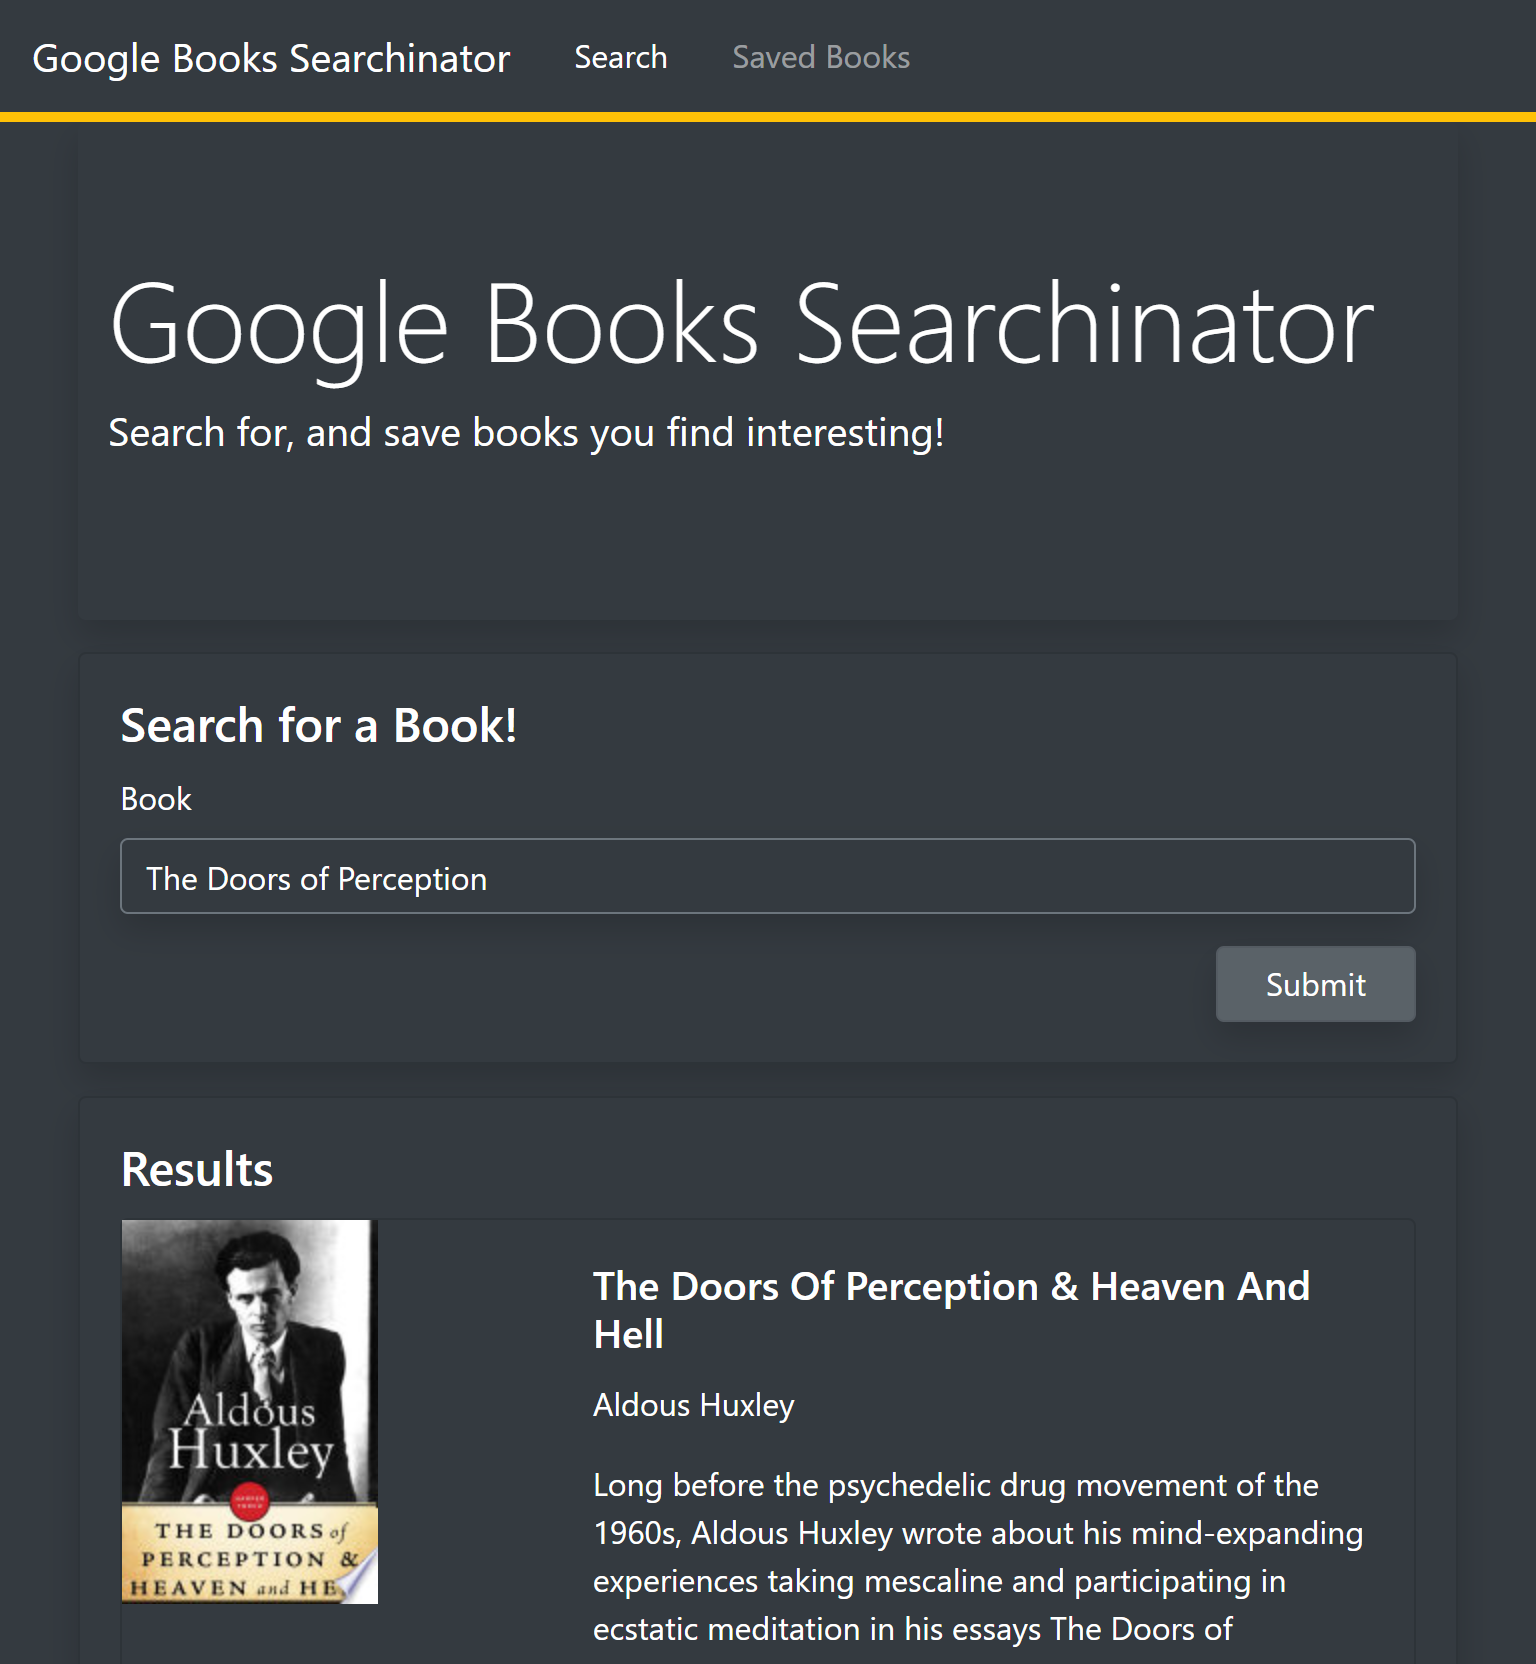 Google Books Searchinator Search Saved Books
Google Books Searchinator
Search for, and save books you find interesting!
Search for a Book!
Book
The Doors of Perception
Submit
Results
Aldous
Huxley
THE DOORS of
PERCEPTION &
HEAVEN and HE
The Doors Of Perception & Heaven And
Hell
Aldous Huxley
Long before the psychedelic drug movement of the
1960s, Aldous Huxley wrote about his mind-expanding
experiences taking mescaline and participating in
ecstatic meditation in his essays The Doors of